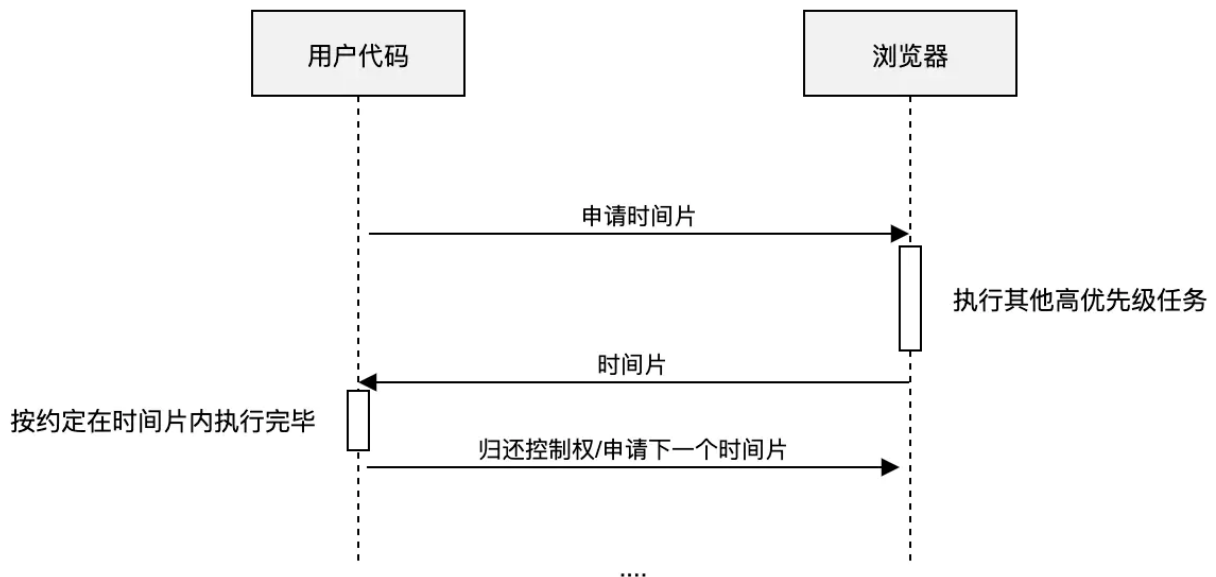 用户代码
浏览器
申请时间片
执行其他高优先级任务
时间片
按约定在时间片内执行完毕
归还控制权/申请下一个时间片
....